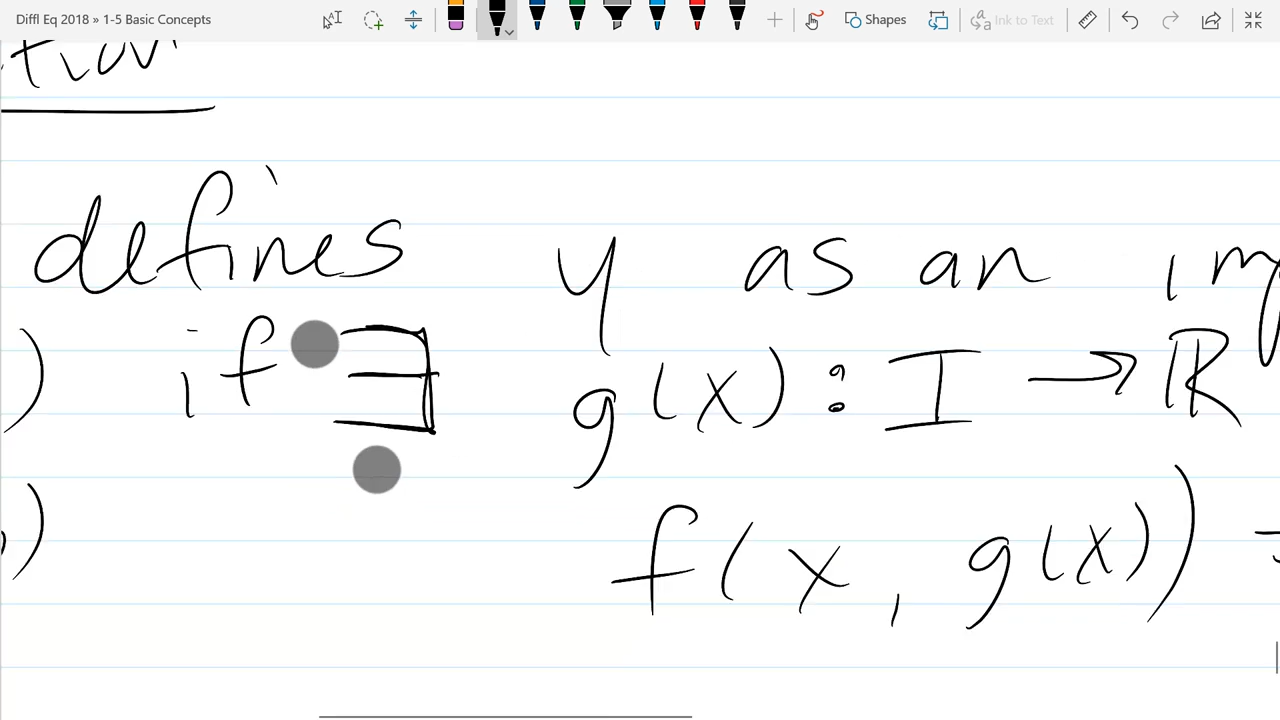 Diffl Eq 2018 » 1-5 Basic Concepts
Shapes
Ink to Text
defines y as an
) if ∃ g(x) : I → ℝ
)
f(x, g(x))